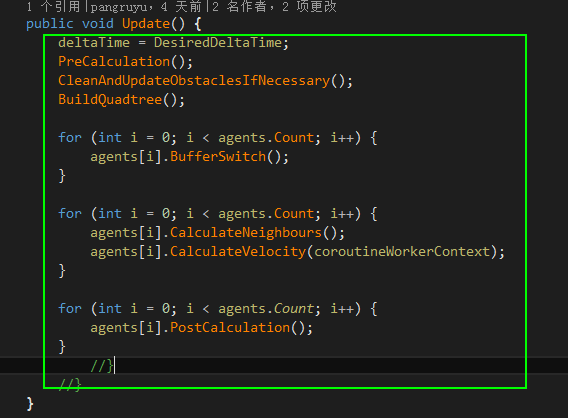 1 个引用|pangruyu，4 天前|2 名作者，2 项更改
public void Update() {
deltaTime = DesiredDeltaTime;
PreCalculation();
CleanAndUpdateObstaclesIfNecessary();
BuildQuadtree();
for (int i = 0; i < agents.Count; i++) {
agents[i].BufferSwitch();
}
for (int i = 0; i < agents.Count; i++) {
agents[i].CalculateNeighbours();
agents[i].CalculateVelocity(coroutineWorkerContext);
}
for (int i = 0; i < agents.Count; i++) {
agents[i].PostCalculation();
}
//}
//}
}